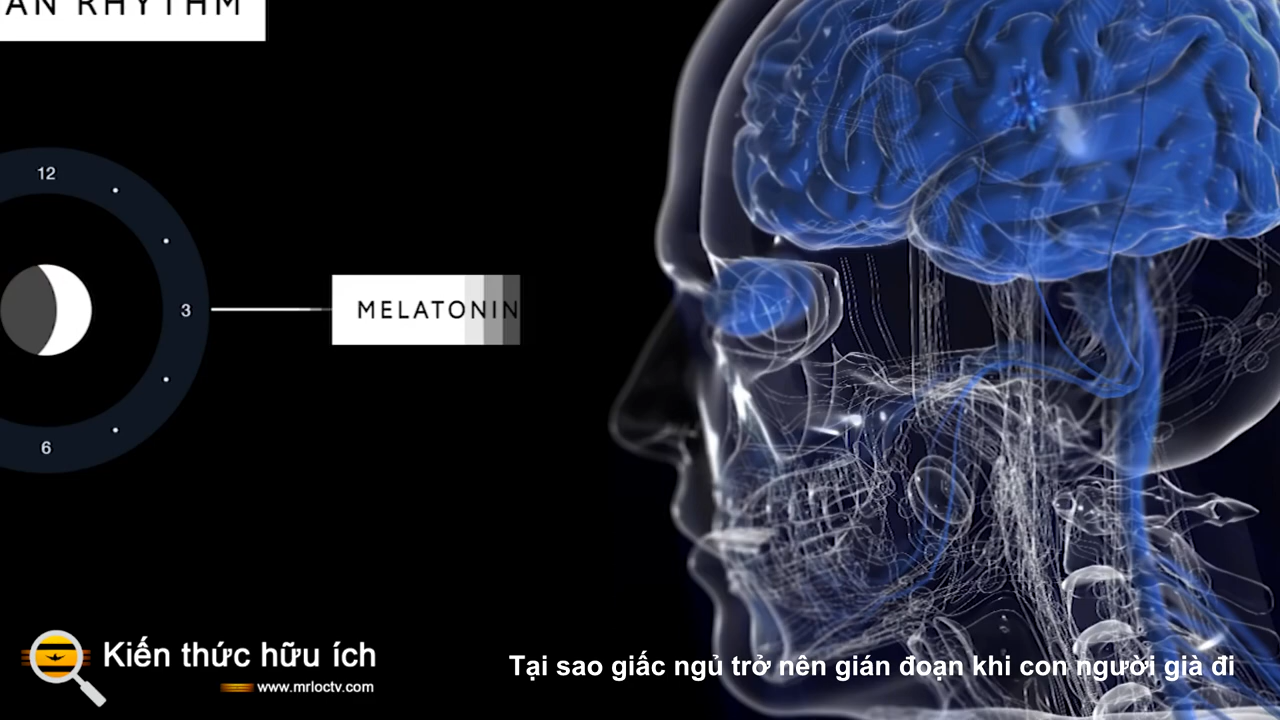 AN RHYTHM
12
3
MELATONIN
6
Kiến thức hữu ích
www.mrloctv.com
Tại sao giấc ngủ trở nên gián đoạn khi con người già đi